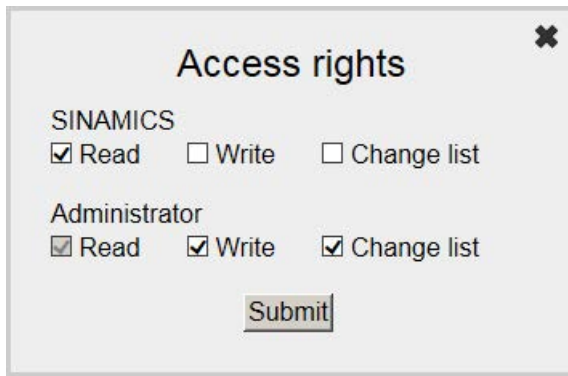 Access rights
SINAMICS
Read Write Change list
Administrator
Read Write Change list
Submit